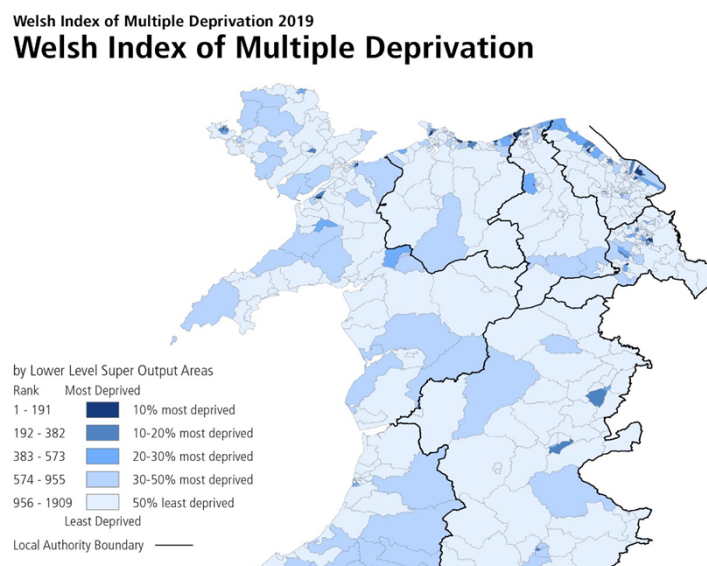 Welsh Index of Multiple Deprivation 2019
Welsh Index of Multiple Deprivation
by Lower Level Super Output Areas
Rank Most Deprived
1 - 191 10% most deprived
192 - 382 10-20% most deprived
383 - 573 20-30% most deprived
574 - 955 30-50% most deprived
956 - 1909 50% least deprived
Least Deprived
Local Authority Boundary